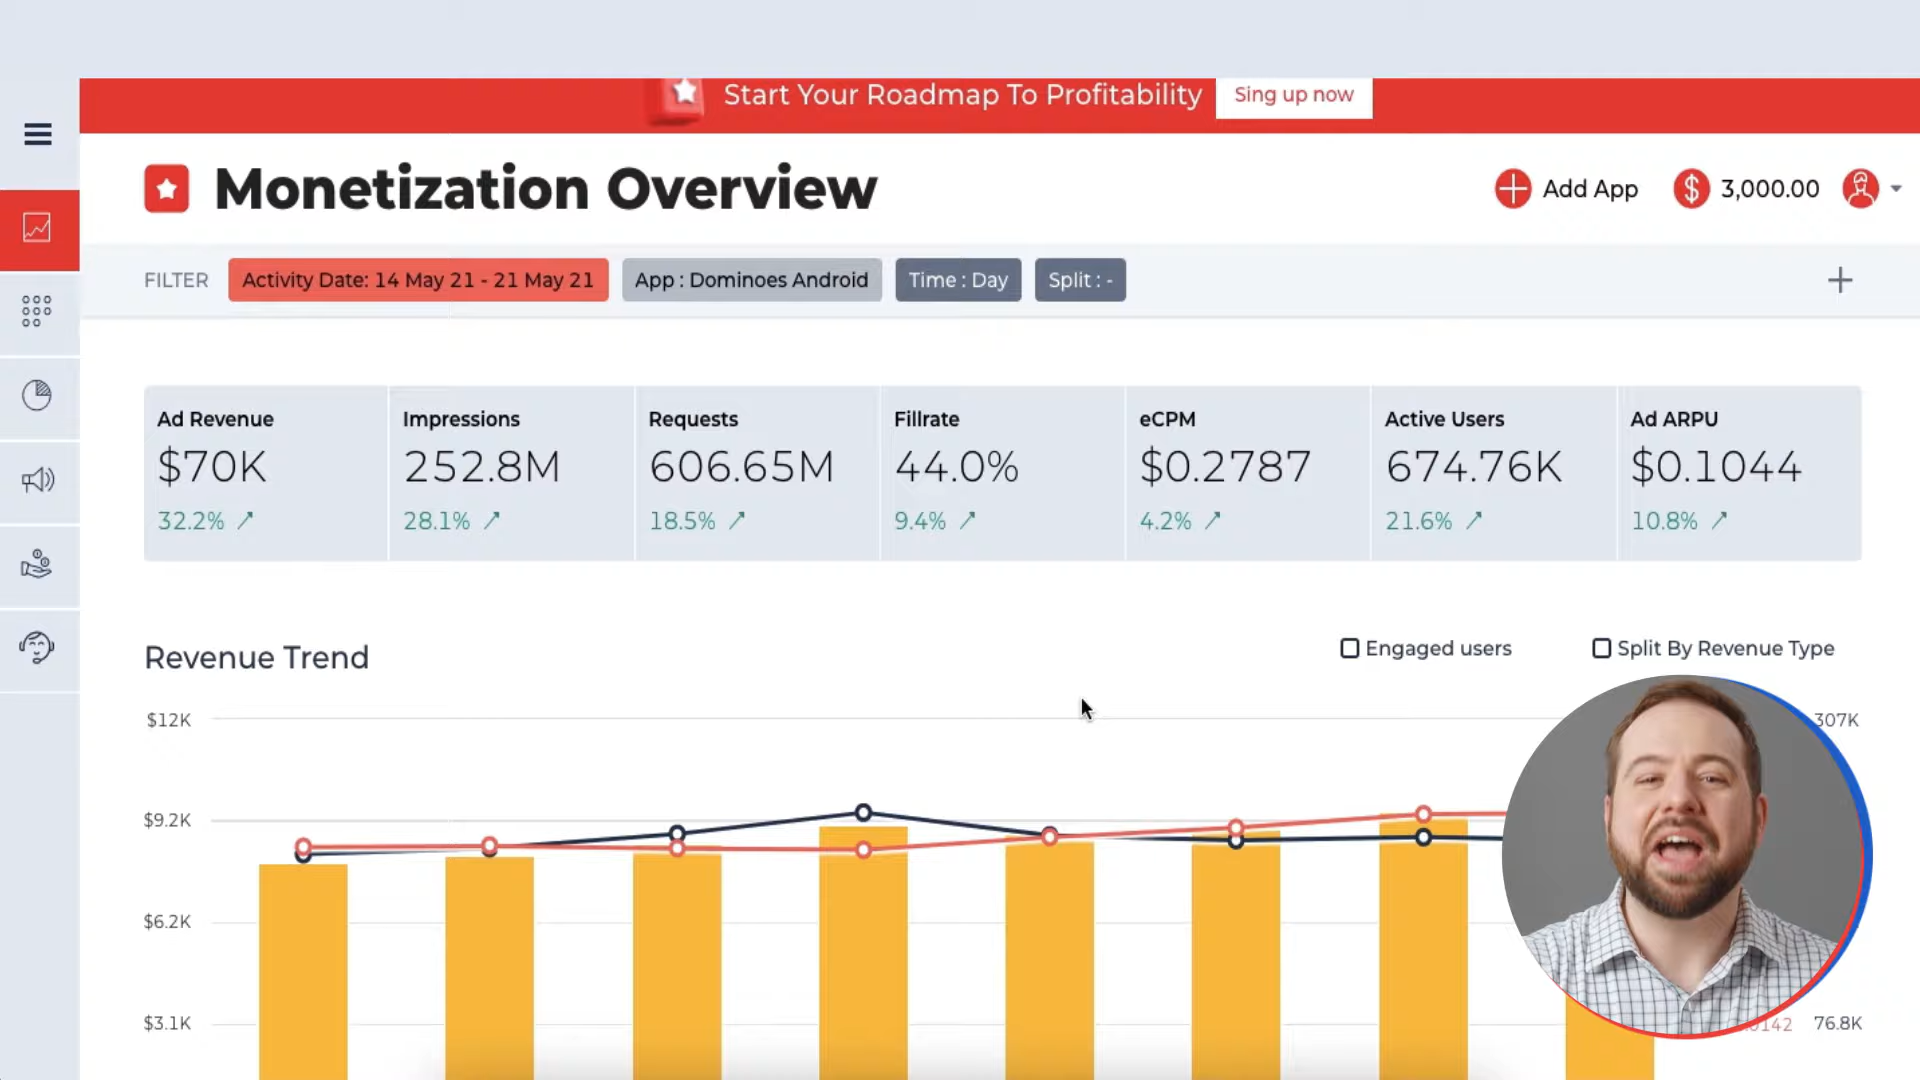 Start Your Roadmap To Profitability
Sing up now
Monetization Overview
Add App
$ 3,000.00
FILTER
Activity Date: 14 May 21 - 21 May 21
App : Dominoes Android
Time : Day
Split : -
Ad Revenue
$70K
32.2%
Impressions
252.8M
28.1%
Requests
606.65M
18.5%
Fillrate
44.0%
9.4%
eCPM
$0.2787
4.2%
Active Users
674.76K
21.6%
Ad ARPU
$0.1044
10.8%
Revenue Trend
Engaged users
Split By Revenue Type
$12K
307K
$9.2K
$6.2K
$3.1K
76.8K